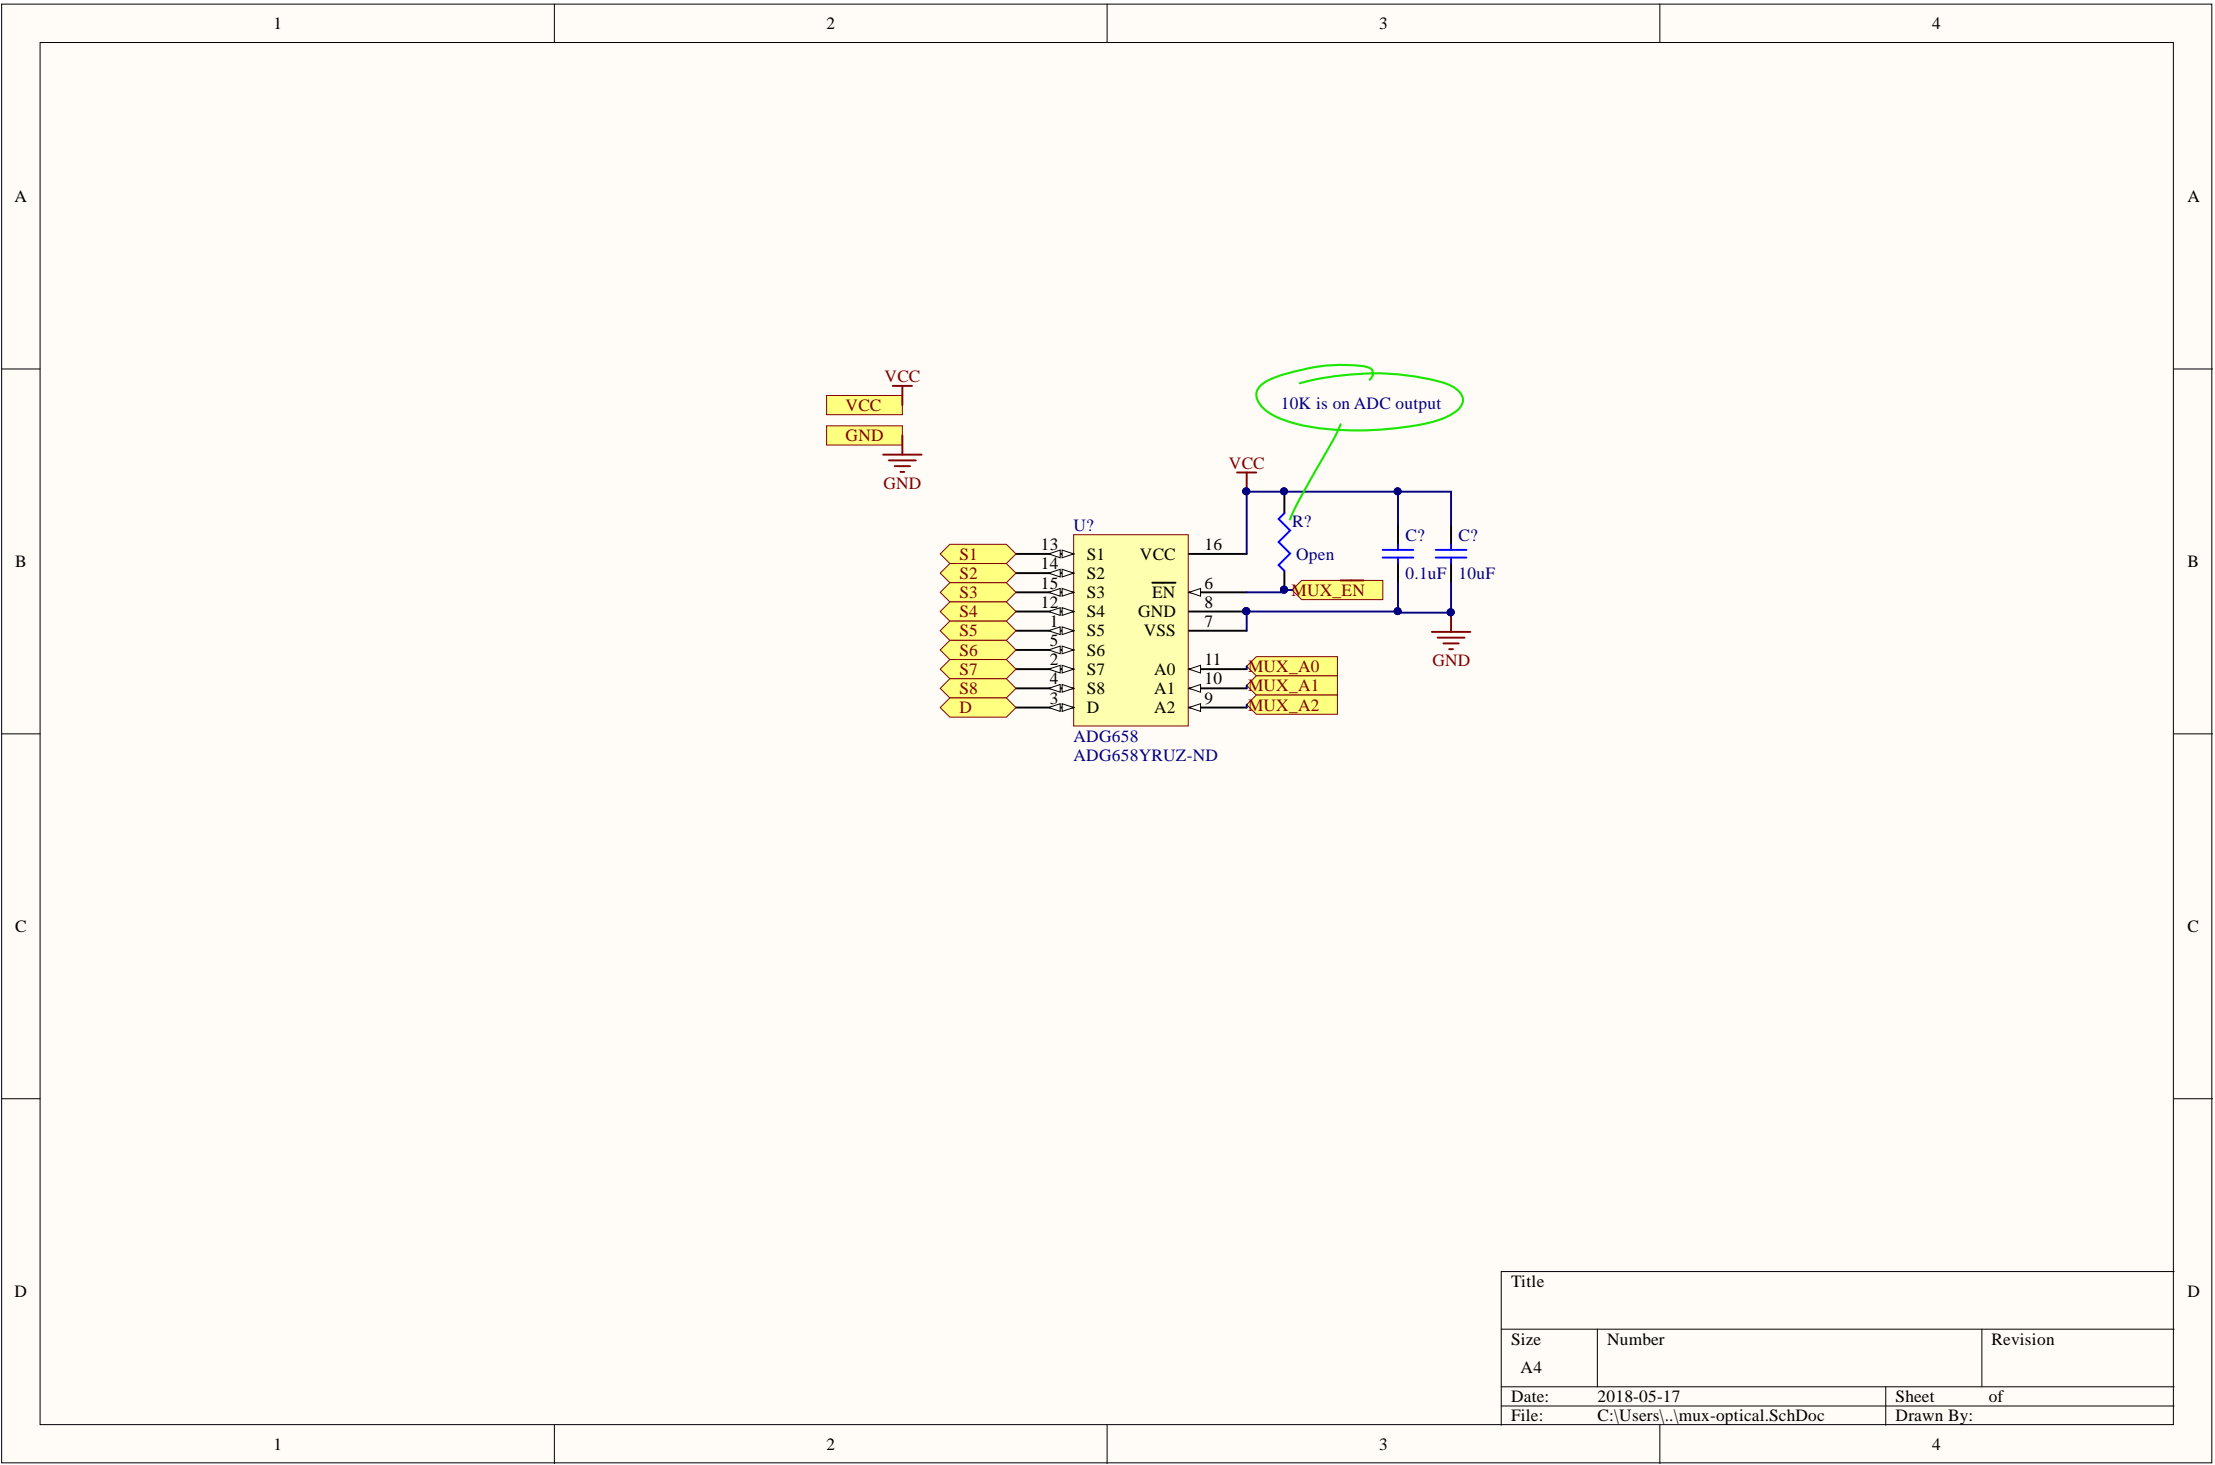 1 2 3 4
A A
VCC
VCC
GND
GND
10K is on ADC output
VCC
U?
R?
Open
C?
0.1uF
C?
10uF
B B
S1 13 S1 VCC 16
S2 14 S2
S3 15 S3 EN 6 MUX_EN
S4 12 S4 GND 8
S5 1 S5 VSS 7
S6 5 S6
S7 2 S7 A0 11 MUX_A0
S8 4 S8 A1 10 MUX_A1
D 3 D A2 9 MUX_A2
GND
ADG658
ADG658YRUZ-ND
C C
D D
Title
Size Number Revision
A4
Date: 2018-05-17 Sheet of
File: C:\Users\..\mux-optical.SchDoc Drawn By:
1 2 3 4